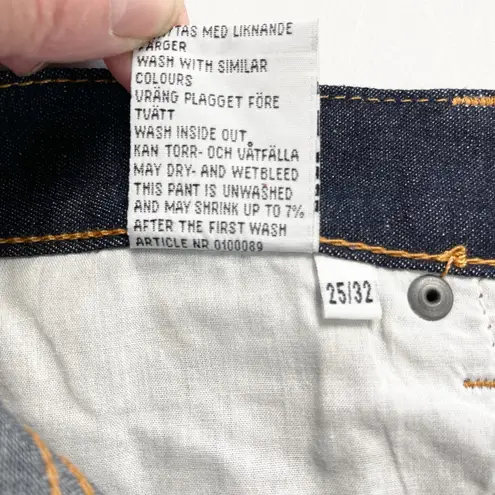 TAS MED LIKNANDE
FÄRGER
WASH WITH SIMILAR
COLOURS
VRÄNG PLAGGET FÖRE
TVÄTT
WASH INSIDE OUT
KAN TORR- OCH VÅTFÄLLA
MAY DRY- AND WETBLEED
THIS PANT IS UNWASHED
AND MAY SHRINK UP TO 7%
AFTER THE FIRST WASH
ARTICLE NR 0100089
25/32